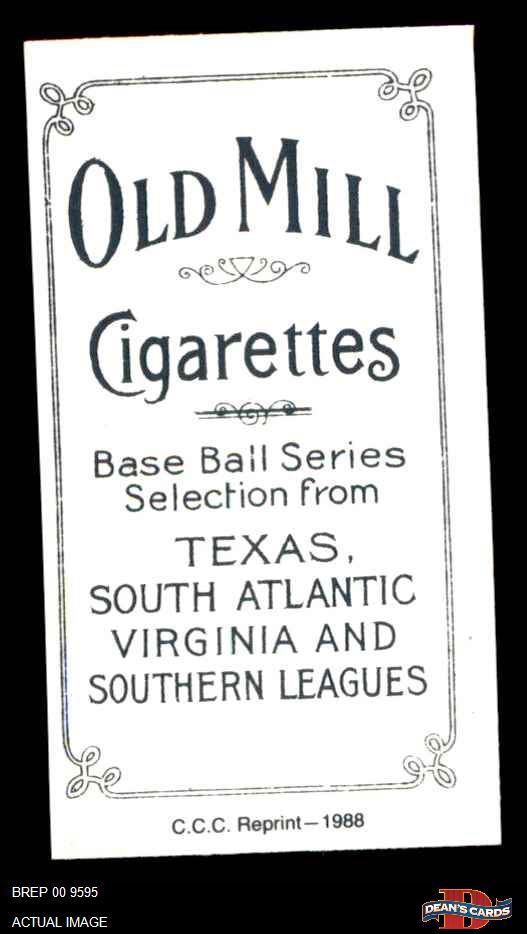 OLD MILL
Cigarettes
Base Ball Series
Selection from
TEXAS,
SOUTH ATLANTIC
VIRGINIA AND
SOUTHERN LEAGUES
C.C.C. Reprint—1988
BREP 00 9595
ACTUAL IMAGE
D
DEAN'S CARDS